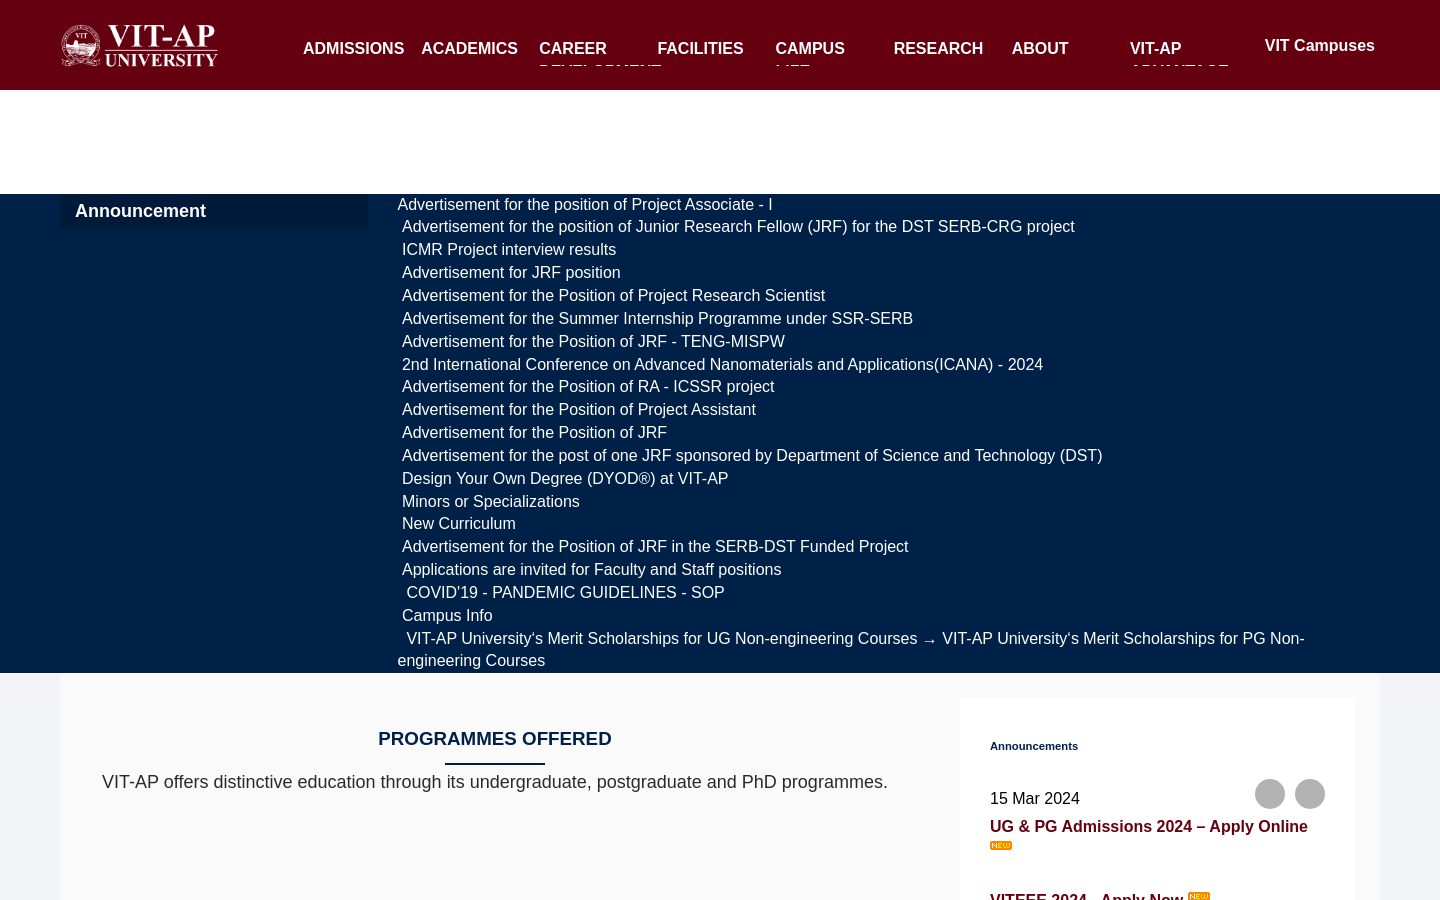 VIT
VIT-AP
UNIVERSITY
ADMISSIONS
ACADEMICS
CAREER
FACILITIES
CAMPUS
RESEARCH
ABOUT
VIT-AP
VIT Campuses
Announcement
Advertisement for the position of Project Associate - I
Advertisement for the position of Junior Research Fellow (JRF) for the DST SERB-CRG project
ICMR Project interview results
Advertisement for JRF position
Advertisement for the Position of Project Research Scientist
Advertisement for the Summer Internship Programme under SSR-SERB
Advertisement for the Position of JRF - TENG-MISPW
2nd International Conference on Advanced Nanomaterials and Applications(ICANA) - 2024
Advertisement for the Position of RA - ICSSR project
Advertisement for the Position of Project Assistant
Advertisement for the Position of JRF
Advertisement for the post of one JRF sponsored by Department of Science and Technology (DST)
Design Your Own Degree (DYOD®) at VIT-AP
Minors or Specializations
New Curriculum
Advertisement for the Position of JRF in the SERB-DST Funded Project
Applications are invited for Faculty and Staff positions
COVID'19 - PANDEMIC GUIDELINES - SOP
Campus Info
VIT-AP University‘s Merit Scholarships for UG Non-engineering Courses → VIT-AP University‘s Merit Scholarships for PG Non-
engineering Courses
PROGRAMMES OFFERED
VIT-AP offers distinctive education through its undergraduate, postgraduate and PhD programmes.
Announcements
15 Mar 2024
UG & PG Admissions 2024 – Apply Online
NEW
VITEEE 2024 - Apply Now NEW